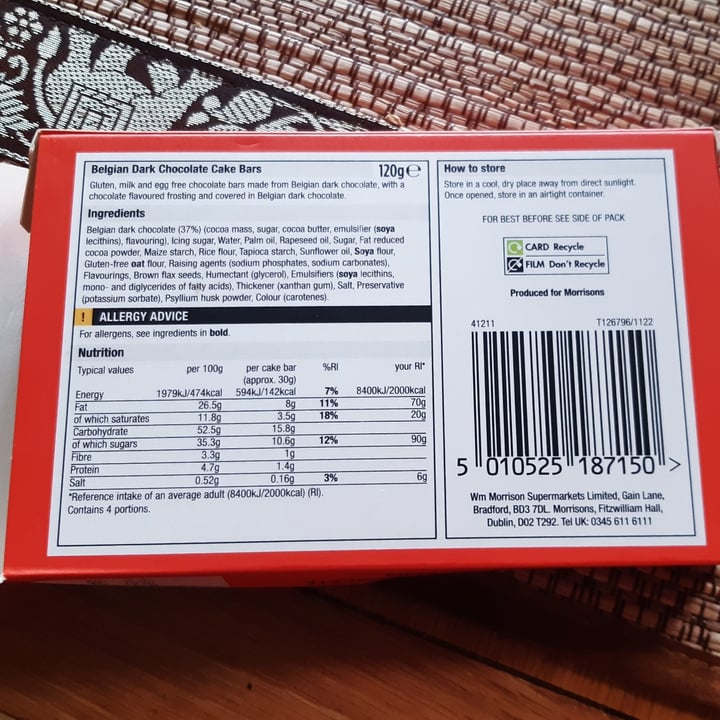 Belgian Dark Chocolate Cake Bars 120g℮
Gluten, milk and egg free chocolate bars made from Belgian dark chocolate, with a
chocolate flavoured frosting and covered in Belgian dark chocolate.
Ingredients
Belgian dark chocolate (37%) (cocoa mass, sugar, cocoa butter, emulsifier (soya
lecithins), flavouring), Icing sugar, Water, Palm oil, Rapeseed oil, Sugar, Fat reduced
cocoa powder, Maize starch, Rice flour, Tapioca starch, Sunflower oil, Soya flour,
Gluten-free oat flour, Raising agents (sodium phosphates, sodium carbonates),
Flavourings, Brown flax seeds, Humectant (glycerol), Emulsifiers (soya lecithins,
mono- and diglycerides of fatty acids), Thickener (xanthan gum), Salt, Preservative
(potassium sorbate), Psyllium husk powder, Colour (carotenes).
! ALLERGY ADVICE
For allergens, see ingredients in bold.
Nutrition
Typical values per 100g per cake bar %RI your RI*
(approx. 30g)
Energy 1979kJ/474kcal 594kJ/142kcal 7% 8400kJ/2000kcal
Fat 26.5g 8g 11% 70g
of which saturates 11.8g 3.5g 18% 20g
Carbohydrate 52.5g 15.8g
of which sugars 35.3g 10.6g 12% 90g
Fibre 3.3g 1g
Protein 4.7g 1.4g
Salt 0.52g 0.16g 3% 6g
*Reference intake of an average adult (8400kJ/2000kcal) (RI).
Contains 4 portions.
How to store
Store in a cool, dry place away from direct sunlight.
Once opened, store in an airtight container.
FOR BEST BEFORE SEE SIDE OF PACK
CARD Recycle
FILM Don't Recycle
Produced for Morrisons
41211 T126796/1122
5 010525 187150 >
Wm Morrison Supermarkets Limited, Gain Lane,
Bradford, BD3 7DL. Morrisons, Fitzwilliam Hall,
Dublin, D02 T292. Tel UK: 0345 611 6111